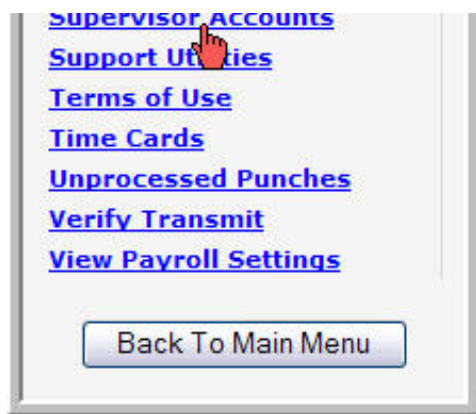 Supervisor Accounts
Support Utilities
Terms of Use
Time Cards
Unprocessed Punches
Verify Transmit
View Payroll Settings
Back To Main Menu